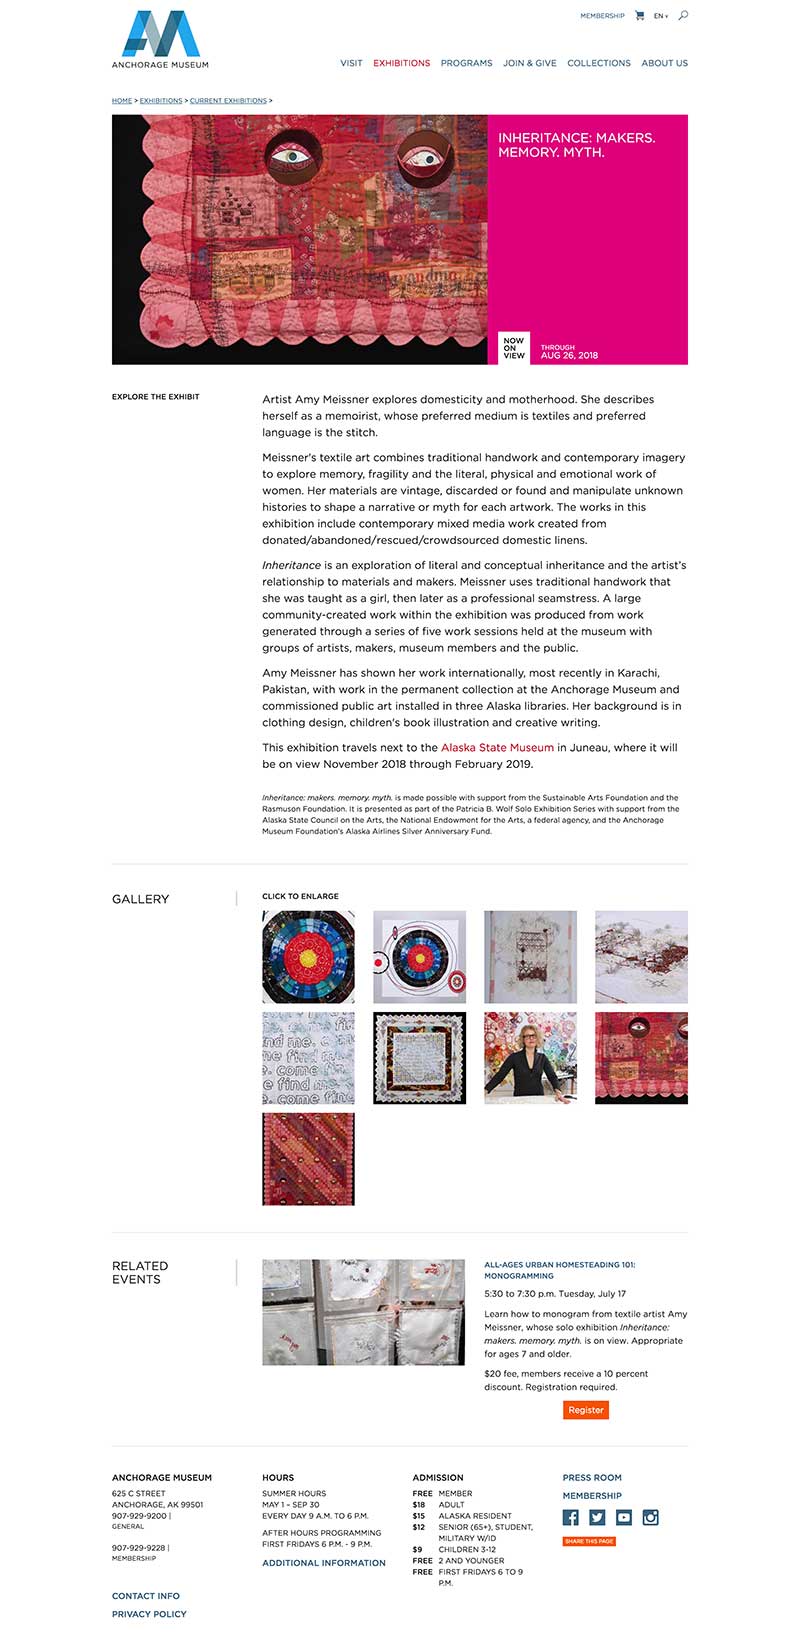 MEMBERSHIP EN
ANCHORAGE MUSEUM
VISIT EXHIBITIONS PROGRAMS JOIN & GIVE COLLECTIONS ABOUT US
HOME > EXHIBITIONS > CURRENT EXHIBITIONS >
INHERITANCE: MAKERS.
MEMORY. MYTH.
NOW
ON
VIEW
THROUGH
AUG 26, 2018
EXPLORE THE EXHIBIT
Artist Amy Meissner explores domesticity and motherhood. She describes
herself as a memoirist, whose preferred medium is textiles and preferred
language is the stitch.
Meissner's textile art combines traditional handwork and contemporary imagery
to explore memory, fragility and the literal, physical and emotional work of
women. Her materials are vintage, discarded or found and manipulate unknown
histories to shape a narrative or myth for each artwork. The works in this
exhibition include contemporary mixed media work created from
donated/abandoned/rescued/crowdsourced domestic linens.
Inheritance is an exploration of literal and conceptual inheritance and the artist's
relationship to materials and makers. Meissner uses traditional handwork that
she was taught as a girl, then later as a professional seamstress. A large
community-created work within the exhibition was produced from work
generated through a series of five work sessions held at the museum with
groups of artists, makers, museum members and the public.
Amy Meissner has shown her work internationally, most recently in Karachi,
Pakistan, with work in the permanent collection at the Anchorage Museum and
commissioned public art installed in three Alaska libraries. Her background is in
clothing design, children's book illustration and creative writing.
This exhibition travels next to the Alaska State Museum in Juneau, where it will
be on view November 2018 through February 2019.
Inheritance: makers. memory. myth. is made possible with support from the Sustainable Arts Foundation and the
Rasmuson Foundation. It is presented as part of the Patricia B. Wolf Solo Exhibition Series with support from the
Alaska State Council on the Arts, the National Endowment for the Arts, a federal agency, and the Anchorage
Museum Foundation's Alaska Airlines Silver Anniversary Fund.
GALLERY
CLICK TO ENLARGE
me find
find me.
me find m
e. come fi
e find me
come find
RELATED
EVENTS
ALL-AGES URBAN HOMESTEADING 101:
MONOGRAMMING
5:30 to 7:30 p.m. Tuesday, July 17
Learn how to monogram from textile artist Amy
Meissner, whose solo exhibition Inheritance:
makers. memory. myth. is on view. Appropriate
for ages 7 and older.
$20 fee, members receive a 10 percent
discount. Registration required.
Register
ANCHORAGE MUSEUM
625 C STREET
ANCHORAGE, AK 99501
907-929-9200 |
GENERAL
907-929-9228 |
MEMBERSHIP
CONTACT INFO
PRIVACY POLICY
HOURS
SUMMER HOURS
MAY 1 – SEP 30
EVERY DAY 9 A.M. TO 6 P.M.
AFTER HOURS PROGRAMMING
FIRST FRIDAYS 6 P.M. - 9 P.M.
ADDITIONAL INFORMATION
ADMISSION
FREE MEMBER
$18 ADULT
$15 ALASKA RESIDENT
$12 SENIOR (65+), STUDENT,
MILITARY W/ID
$9 CHILDREN 3-12
FREE 2 AND YOUNGER
FREE FIRST FRIDAYS 6 TO 9
P.M.
PRESS ROOM
MEMBERSHIP
SHARE THIS PAGE